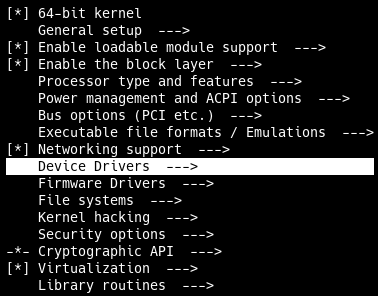 [*] 64-bit kernel
    General setup  --->
[*] Enable loadable module support  --->
[*] Enable the block layer  --->
    Processor type and features  --->
    Power management and ACPI options  --->
    Bus options (PCI etc.)  --->
    Executable file formats / Emulations  --->
[*] Networking support  --->
    Device Drivers  --->
    Firmware Drivers  --->
    File systems  --->
    Kernel hacking  --->
    Security options  --->
-*- Cryptographic API  --->
[*] Virtualization  --->
    Library routines  --->